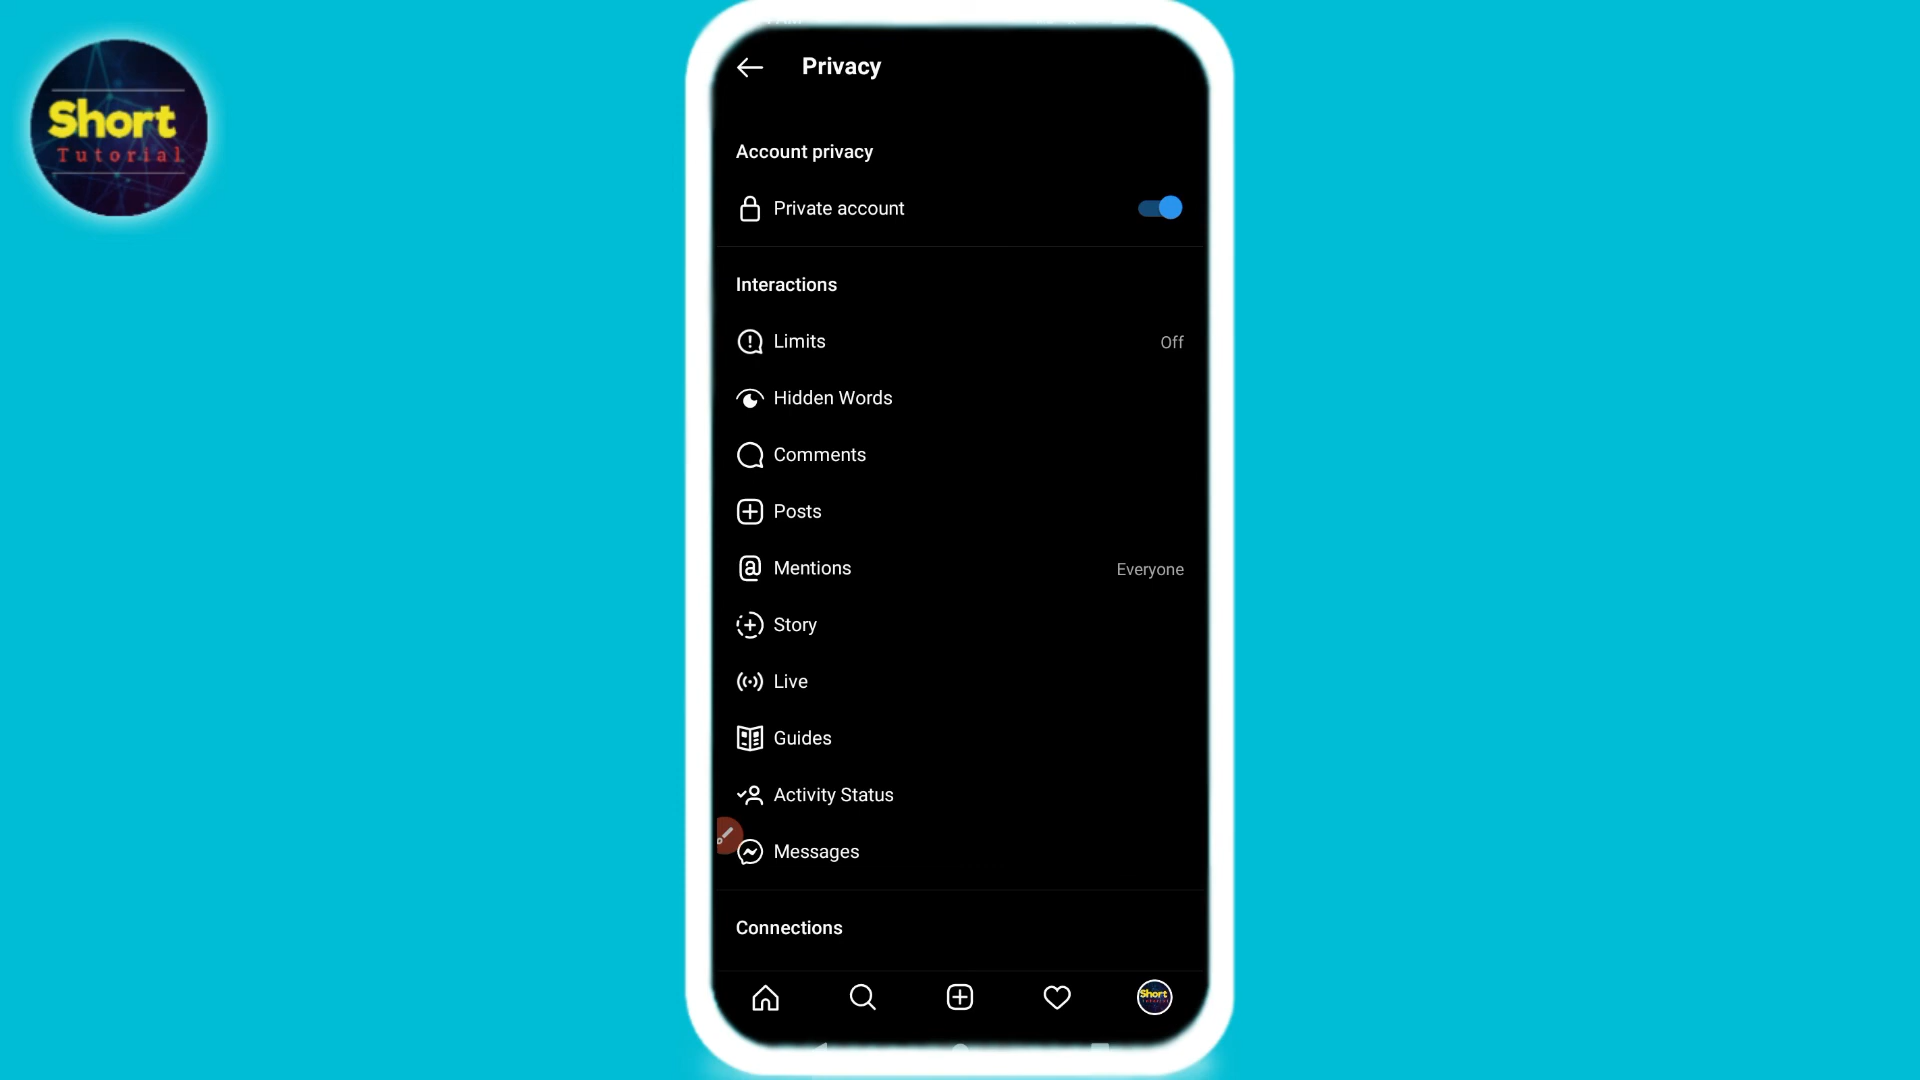 Short
Tutorial
Privacy
Account privacy
Private account
Interactions
Limits
Off
Hidden Words
Comments
Posts
Mentions
Everyone
Story
Live
Guides
Activity Status
Messages
Connections
Short